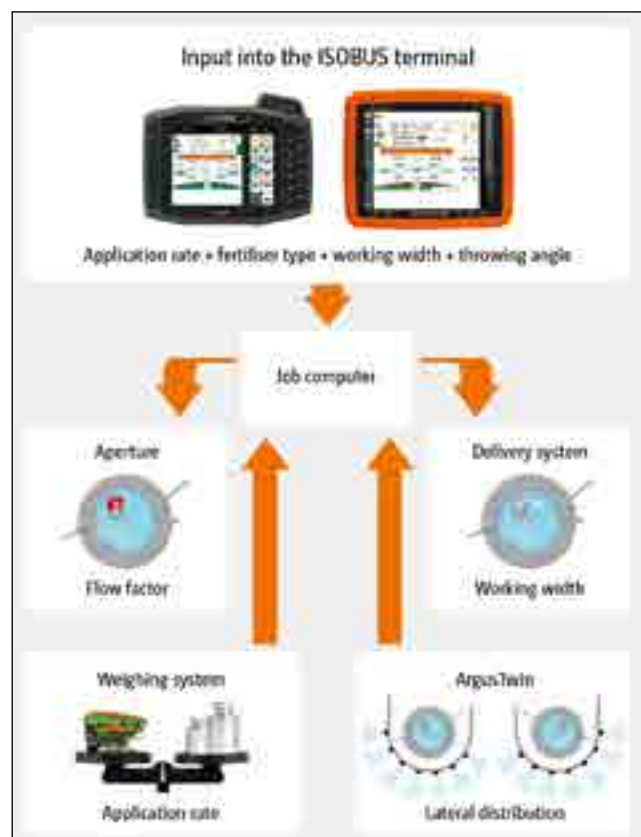 Input into the ISOBUS terminal
Application rate + fertiliser type + working width + throwing angle
Job computer
Aperture
Flow factor
Delivery system
Working width
Weighing system
Application rate
ArgusTwin
Lateral distribution